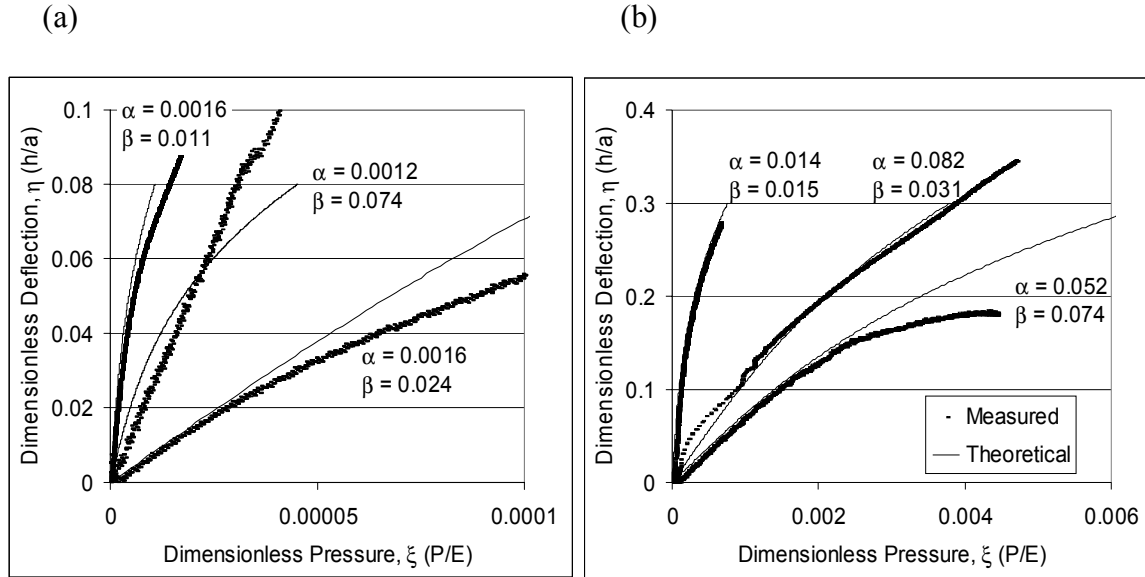 (a)
Dimensionless Deflection, η (h/a)
0.1
0.08
0.06
0.04
0.02
0
α = 0.0016
β = 0.011
α = 0.0012
β = 0.074
α = 0.0016
β = 0.024
0 0.00005 0.0001
Dimensionless Pressure, ξ (P/E)
(b)
Dimensionless Deflection, η (h/a)
0.4
0.3
0.2
0.1
0
α = 0.014
β = 0.015
α = 0.082
β = 0.031
α = 0.052
β = 0.074
Measured
Theoretical
0 0.002 0.004 0.006
Dimensionless Pressure, ξ (P/E)